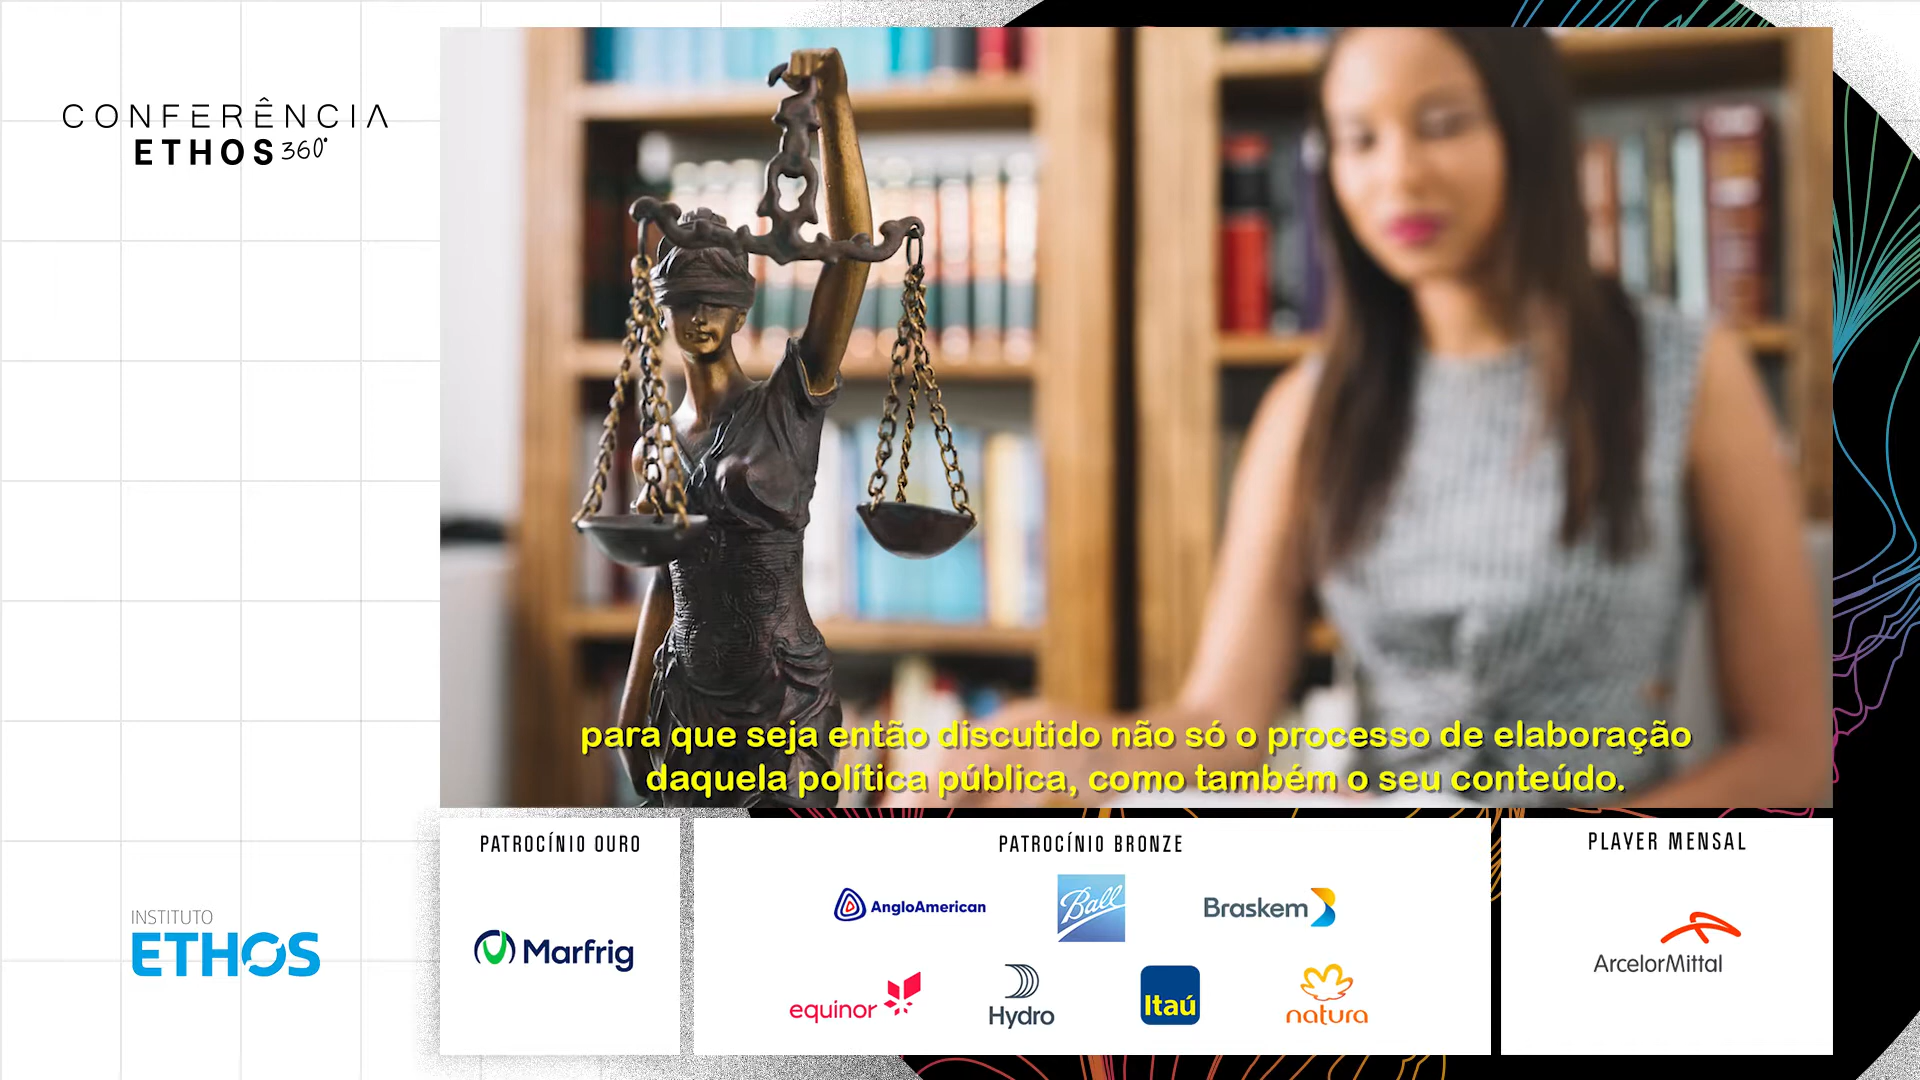 CONFERÊNCIA
ETHOS 360°
para que seja então discutido não só o processo de elaboração
daquela política pública, como também o seu conteúdo.
INSTITUTO
ETHOS
PATROCÍNIO OURO
Marfrig
PATROCÍNIO BRONZE
AngloAmerican
Ball
Braskem
equinor
Hydro
Itaú
natura
PLAYER MENSAL
ArcelorMittal